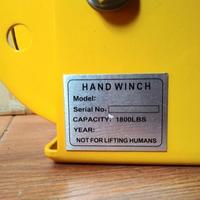 HAND WINCH
Model:
Serial No:
CAPACITY: 1800LBS
YEAR:
NOT FOR LIFTING HUMANS